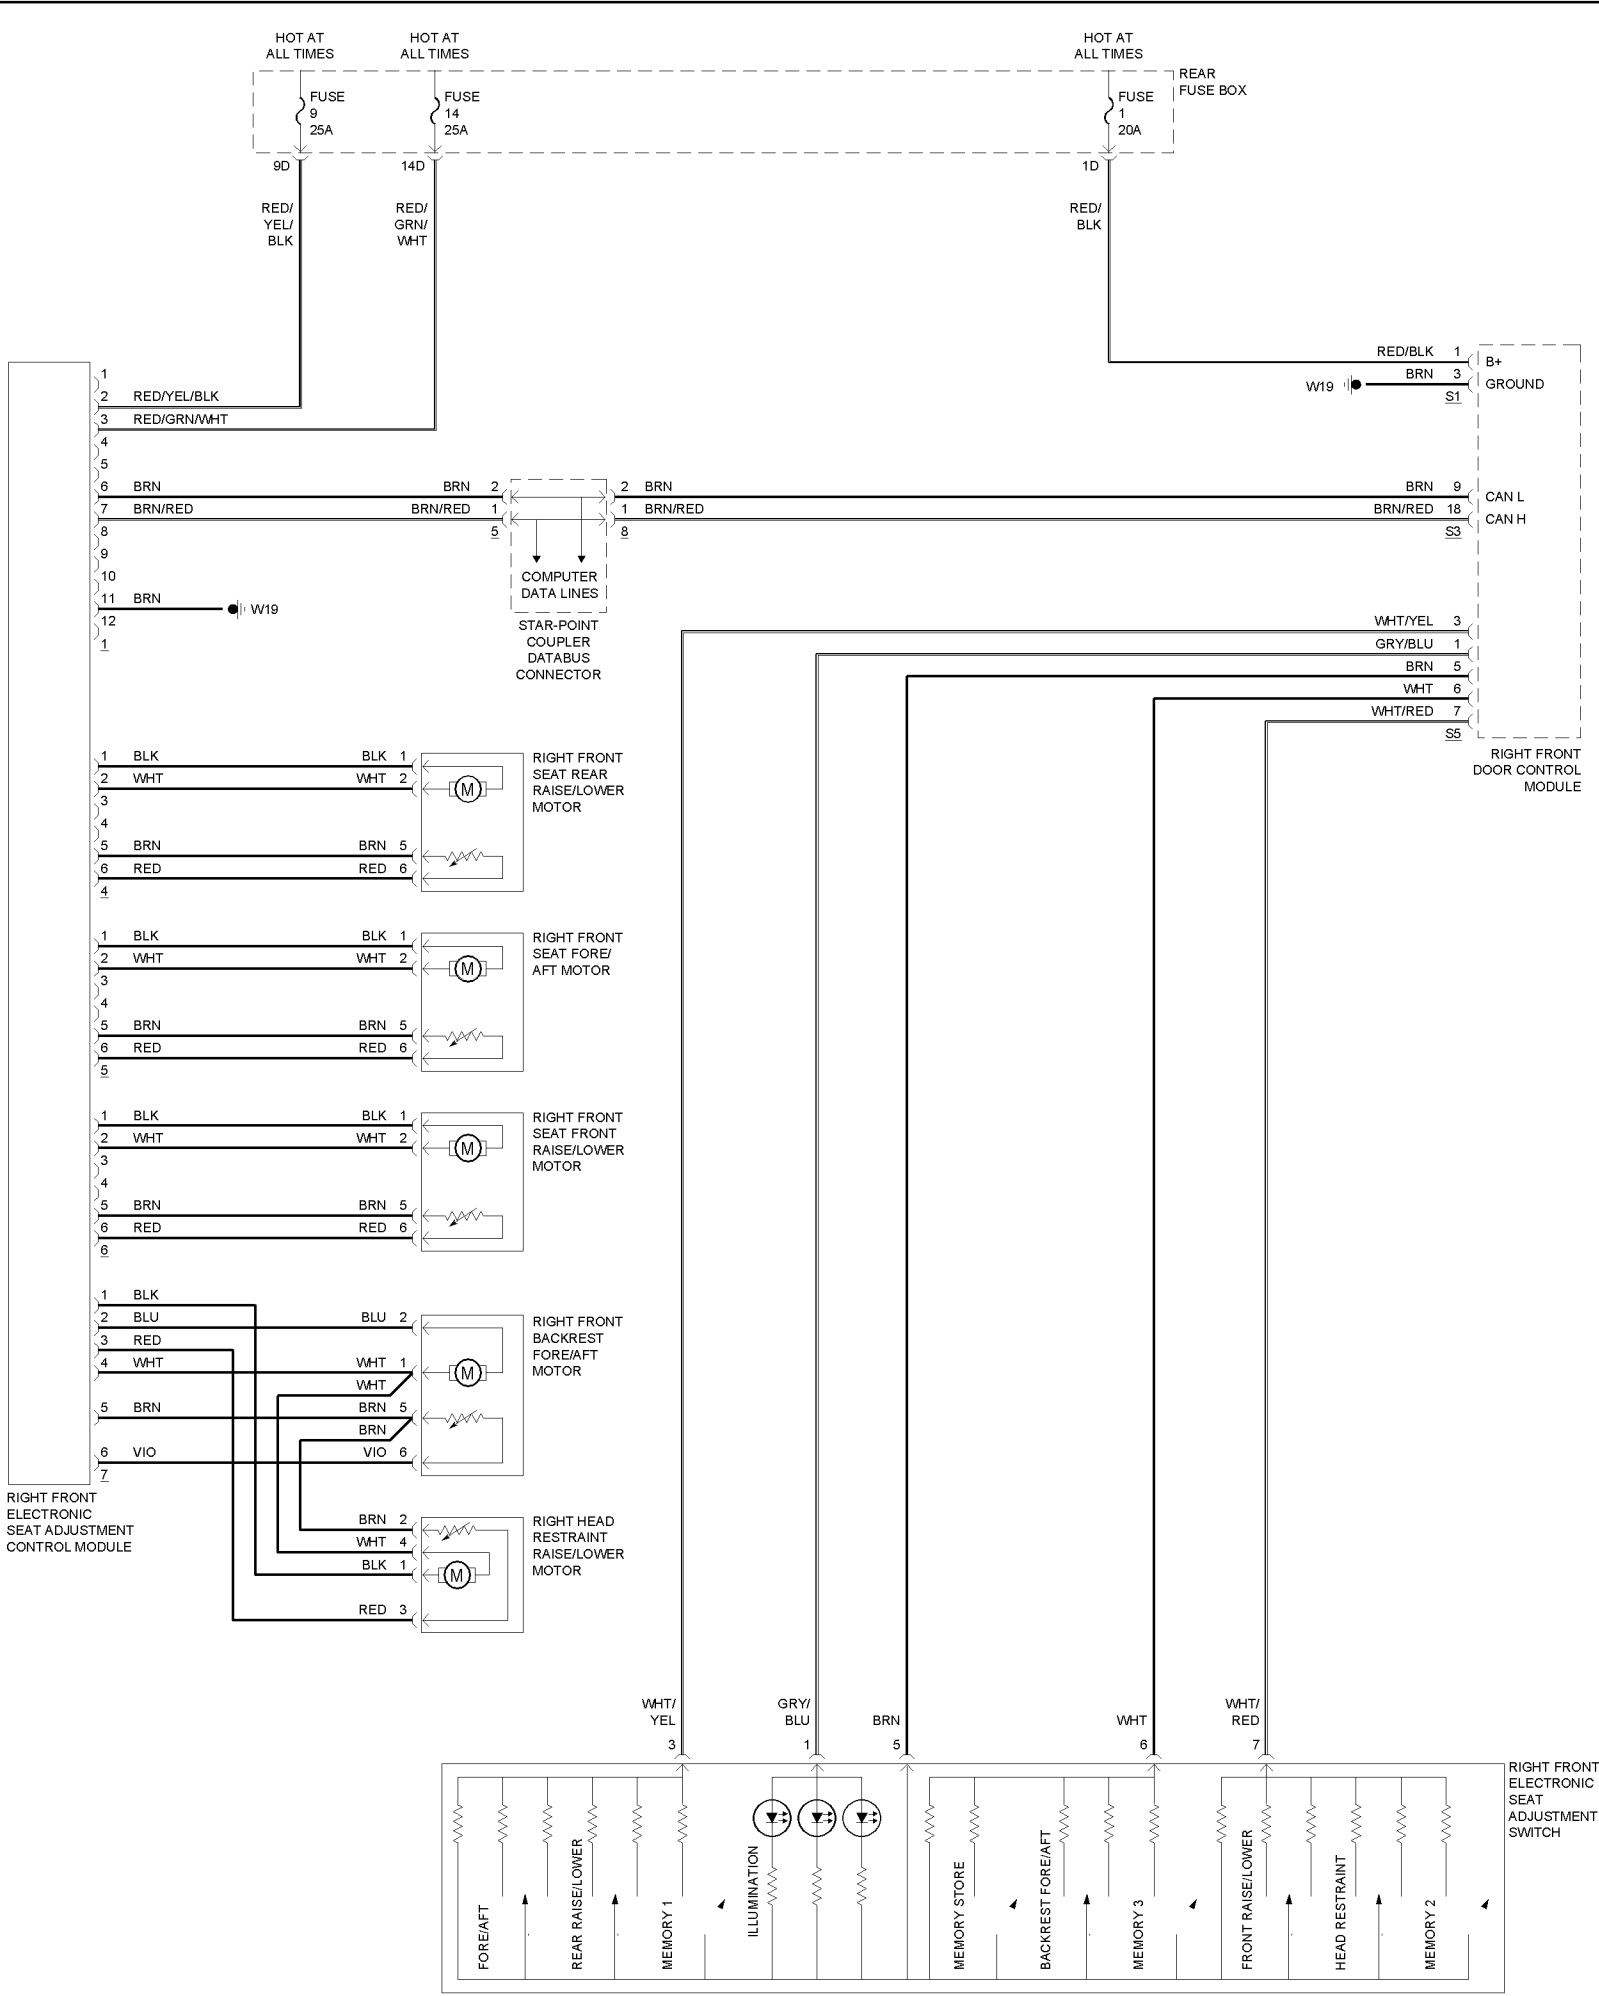 HOT AT
ALL TIMES
HOT AT
ALL TIMES
HOT AT
ALL TIMES
REAR
FUSE BOX
FUSE
9
25A
FUSE
14
25A
FUSE
1
20A
9D
14D
1D
RED/
YEL/
BLK
RED/
GRN/
WHT
RED/
BLK
RED/BLK 1
B+
W19
BRN 3
GROUND
S1
1
2 RED/YEL/BLK
3 RED/GRN/WHT
4
5
6 BRN
BRN 2
2 BRN
BRN 9
CAN L
7 BRN/RED
BRN/RED 1
1 BRN/RED
BRN/RED 18
CAN H
8
5
8
S3
9
10
11 BRN
W19
12
1
COMPUTER
DATA LINES
STAR-POINT
COUPLER
DATABUS
CONNECTOR
WHT/YEL 3
GRY/BLU 1
BRN 5
WHT 6
WHT/RED 7
S5
RIGHT FRONT
DOOR CONTROL
MODULE
1 BLK
BLK 1
2 WHT
WHT 2
3
4
5 BRN
BRN 5
6 RED
RED 6
4
M
RIGHT FRONT
SEAT REAR
RAISE/LOWER
MOTOR
1 BLK
BLK 1
2 WHT
WHT 2
3
4
5 BRN
BRN 5
6 RED
RED 6
5
M
RIGHT FRONT
SEAT FORE/
AFT MOTOR
1 BLK
BLK 1
2 WHT
WHT 2
3
4
5 BRN
BRN 5
6 RED
RED 6
6
M
RIGHT FRONT
SEAT FRONT
RAISE/LOWER
MOTOR
1 BLK
2 BLU
BLU 2
3 RED
4 WHT
WHT 1
WHT
5 BRN
BRN 5
BRN
6 VIO
VIO 6
7
M
RIGHT FRONT
BACKREST
FORE/AFT
MOTOR
RIGHT FRONT
ELECTRONIC
SEAT ADJUSTMENT
CONTROL MODULE
BRN 2
WHT 4
BLK 1
RED 3
M
RIGHT HEAD
RESTRAINT
RAISE/LOWER
MOTOR
WHT/
YEL
3
GRY/
BLU
1
BRN
5
WHT
6
WHT/
RED
7
RIGHT FRONT
ELECTRONIC
SEAT
ADJUSTMENT
SWITCH
FORE/AFT
REAR RAISE/LOWER
MEMORY 1
ILLUMINATION
MEMORY STORE
BACKREST FORE/AFT
MEMORY 3
FRONT RAISE/LOWER
HEAD RESTRAINT
MEMORY 2